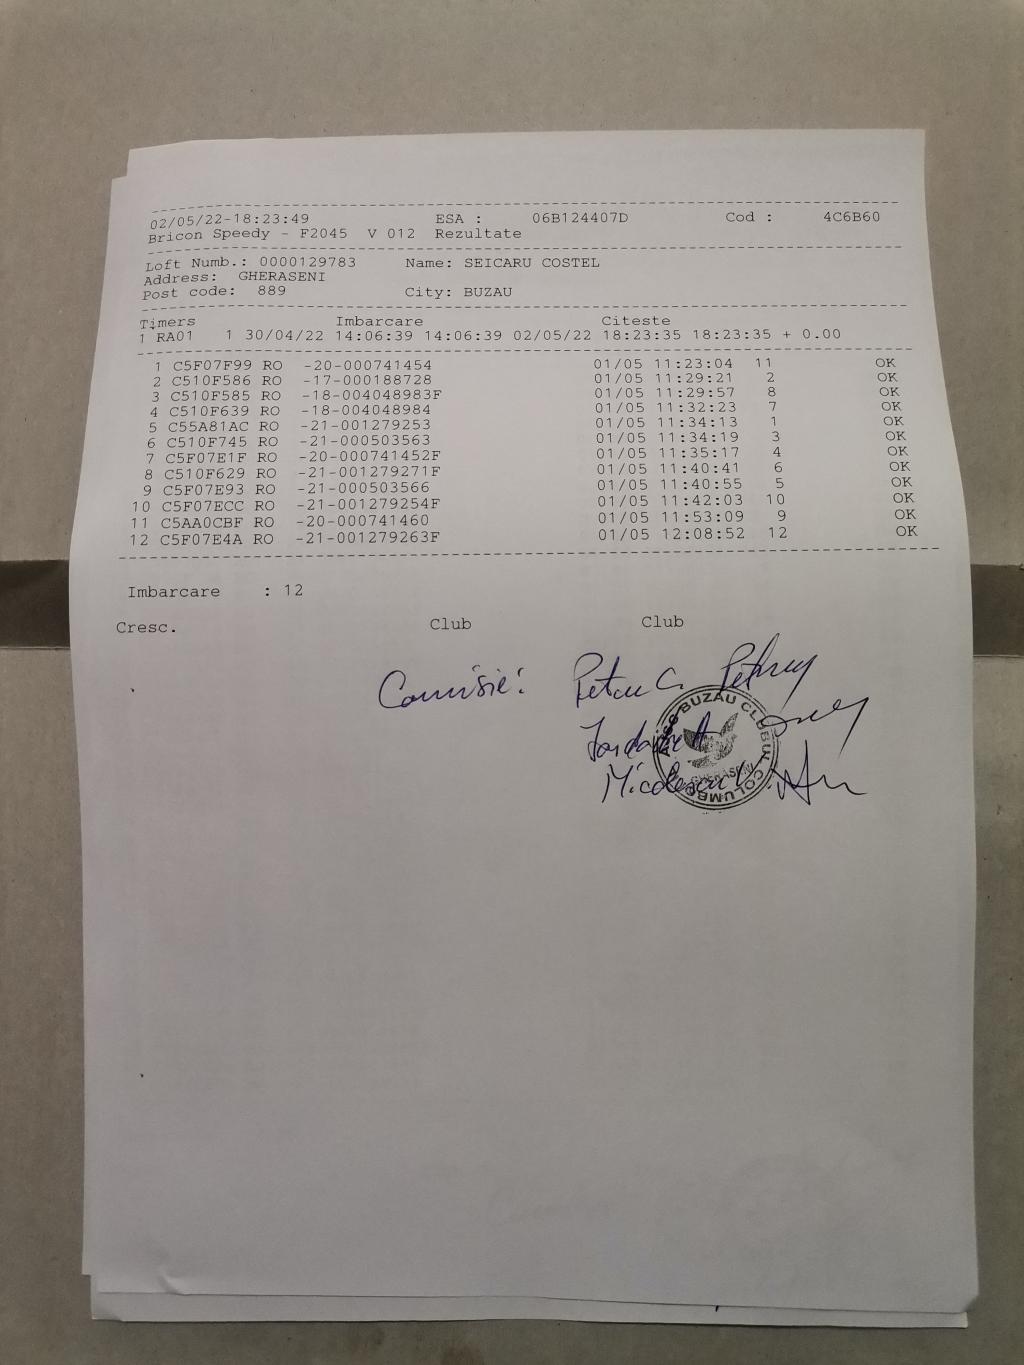 02/05/22-18:23:49 ESA : 06B124407D Cod : 4C6B60
Bricon Speedy - F2045 V 012 Rezultate
Loft Numb.: 0000129783 Name: SEICARU COSTEL
Address: GHERASENI
Post code: 889 City: BUZAU
Timers Imbarcare Citeste
1 RA01 1 30/04/22 14:06:39 14:06:39 02/05/22 18:23:35 18:23:35 + 0.00
1 C5F07F99 RO -20-000741454 01/05 11:23:04 11 OK
2 C510F586 RO -17-000188728 01/05 11:29:21 2 OK
3 C510F585 RO -18-004048983F 01/05 11:29:57 8 OK
4 C510F639 RO -18-004048984 01/05 11:32:23 7 OK
5 C55A81AC RO -21-001279253 01/05 11:34:13 1 OK
6 C510F745 RO -21-000503563 01/05 11:34:19 3 OK
7 C5F07E1F RO -20-000741452F 01/05 11:35:17 4 OK
8 C510F629 RO -21-001279271F 01/05 11:40:41 6 OK
9 C5F07E93 RO -21-000503566 01/05 11:40:55 5 OK
10 C5F07ECC RO -21-001279254F 01/05 11:42:03 10 OK
11 C5AA0CBF RO -20-000741460 01/05 11:53:09 9 OK
12 C5F07E4A RO -21-001279263F 01/05 12:08:52 12 OK
Imbarcare : 12
Cresc. Club Club
Comisie:
BUZAU CLUBUL COLUMB
GHERASENI